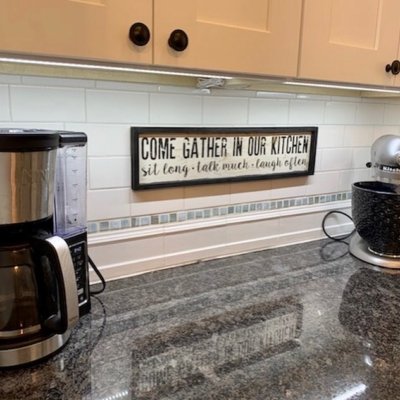 COME GATHER IN OUR KITCHEN
sit long • talk much • laugh often